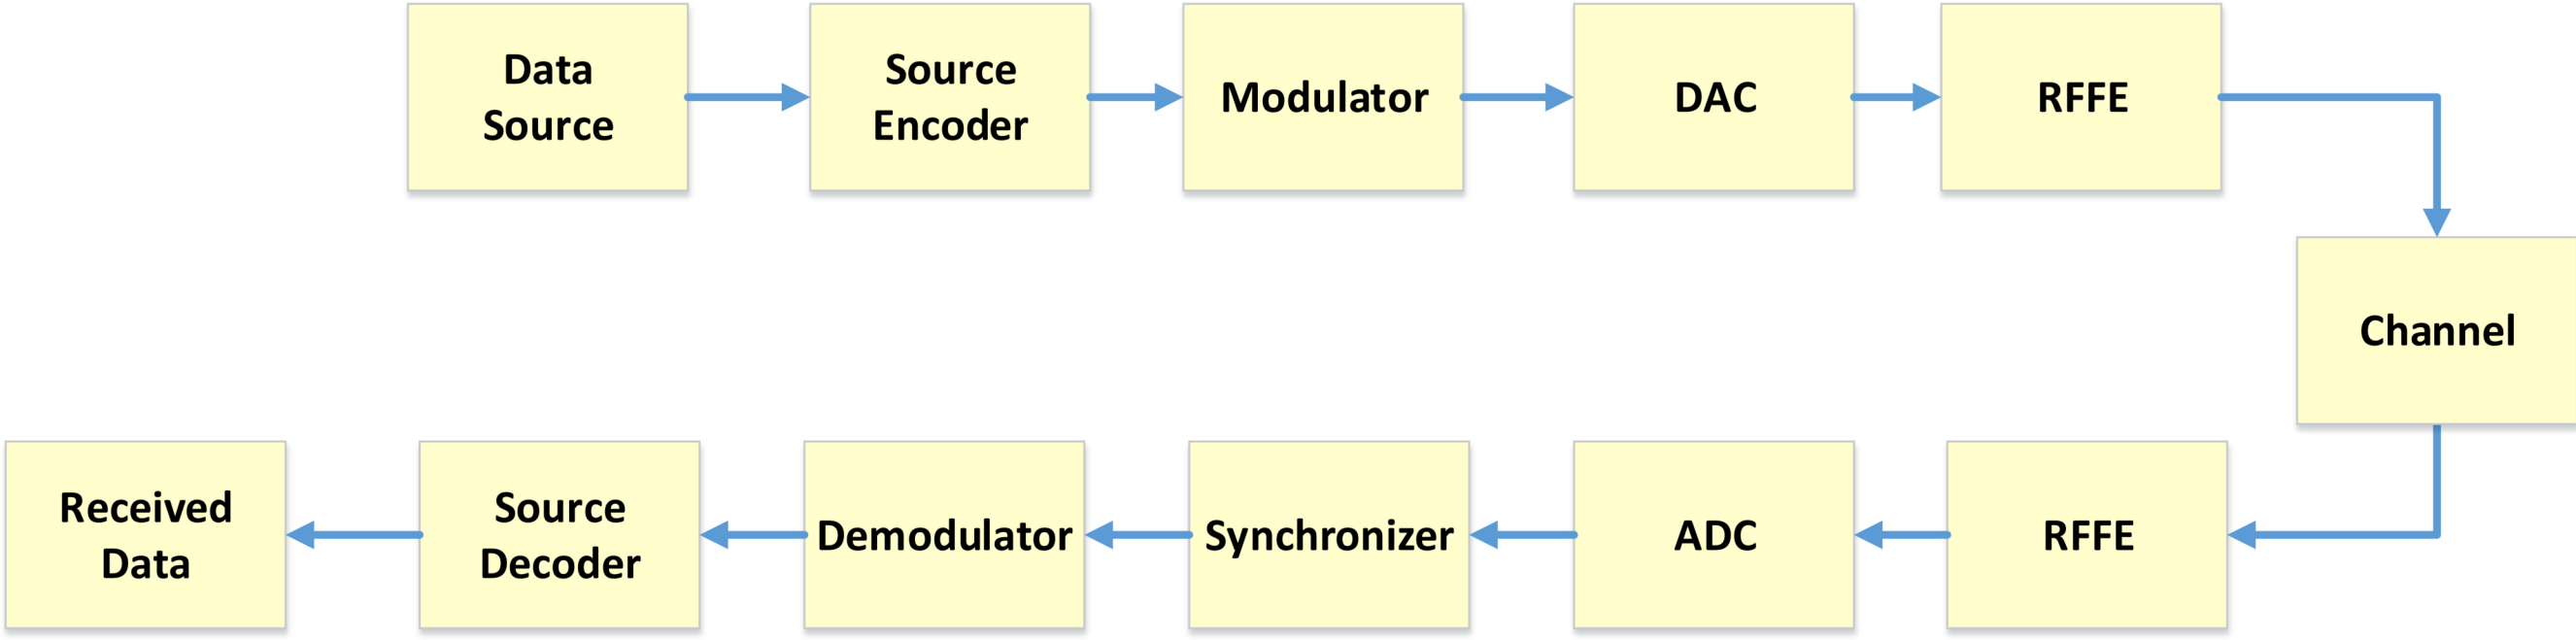 Data
Source
Source
Encoder
Modulator
DAC
RFFE
Channel
Received
Data
Source
Decoder
Demodulator
Synchronizer
ADC
RFFE